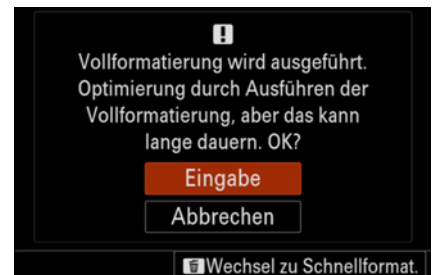 Vollformatierung wird ausgeführt.
Optimierung durch Ausführen der
Vollformatierung, aber das kann
lange dauern. OK?
Eingabe
Abbrechen
Wechsel zu Schnellformat.